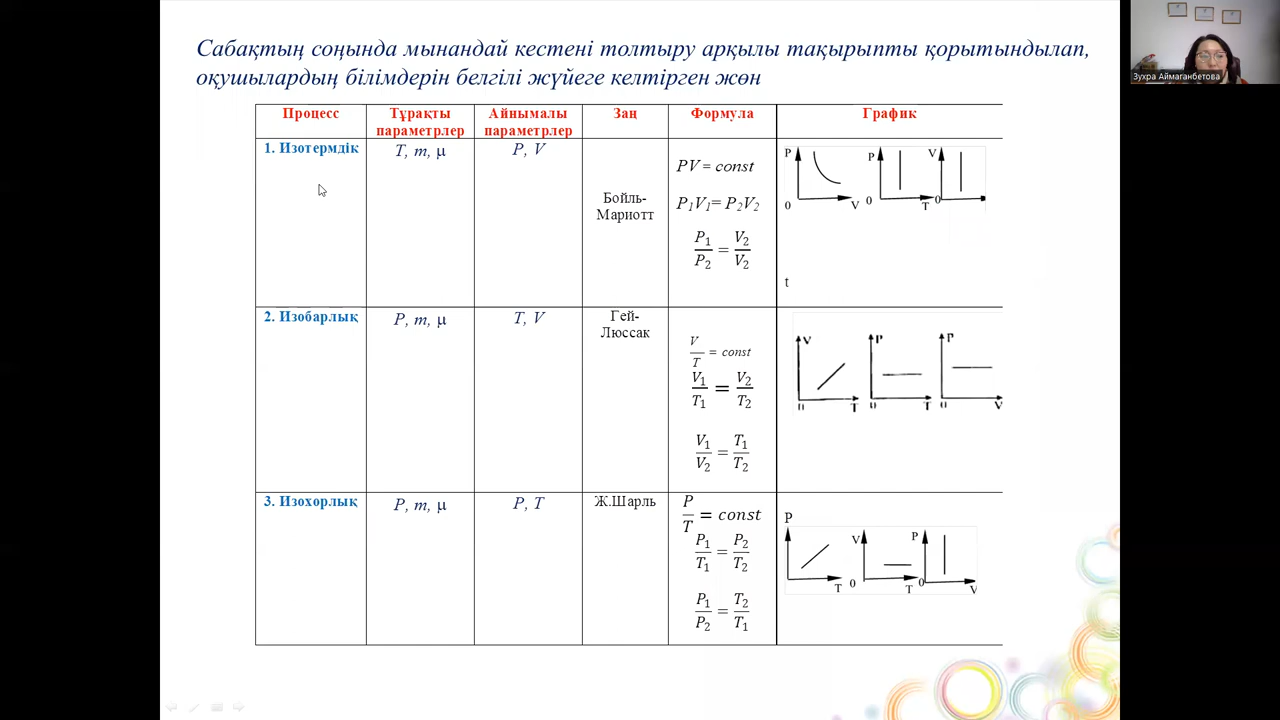 Сабақтың соңында мынандай кестені толтыру арқылы тақырыпты қорытындылап,
оқушылардың білімдерін белгілі жүйеге келтірген жөн
Зухра Аймаганбетова
Процесс
Тұрақты
параметрлер
Айнымалы
параметрлер
Заң
Формула
График
1. Изотермдік
T, m, μ
P, V
Бойль-
Мариотт
PV = const
P₁V₁= P₂V₂
P₁/P₂ = V₂/V₂
P
0
V
P
0
T
V
0
t
2. Изобарлық
P, m, μ
T, V
Гей-
Люссак
V/T = const
V₁/T₁ = V₂/T₂
V₁/V₂ = T₁/T₂
V
0
T
P
0
T
P
0
V
3. Изохорлық
P, m, μ
P, T
Ж.Шарль
P/T = const
P₁/T₁ = P₂/T₂
P₁/P₂ = T₂/T₁
P
T
V
0
T
P
0
V